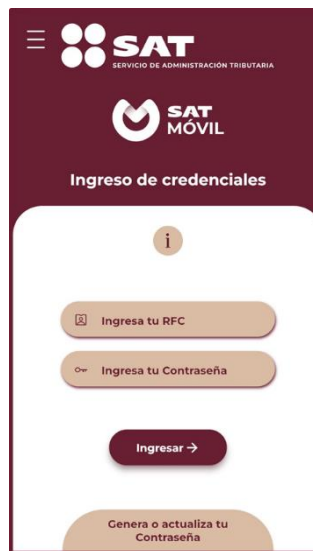 SAT
SERVICIO DE ADMINISTRACIÓN TRIBUTARIA
SAT
MÓVIL
Ingreso de credenciales
i
Ingresa tu RFC
Ingresa tu Contraseña
Ingresar →
Genera o actualiza tu
Contraseña